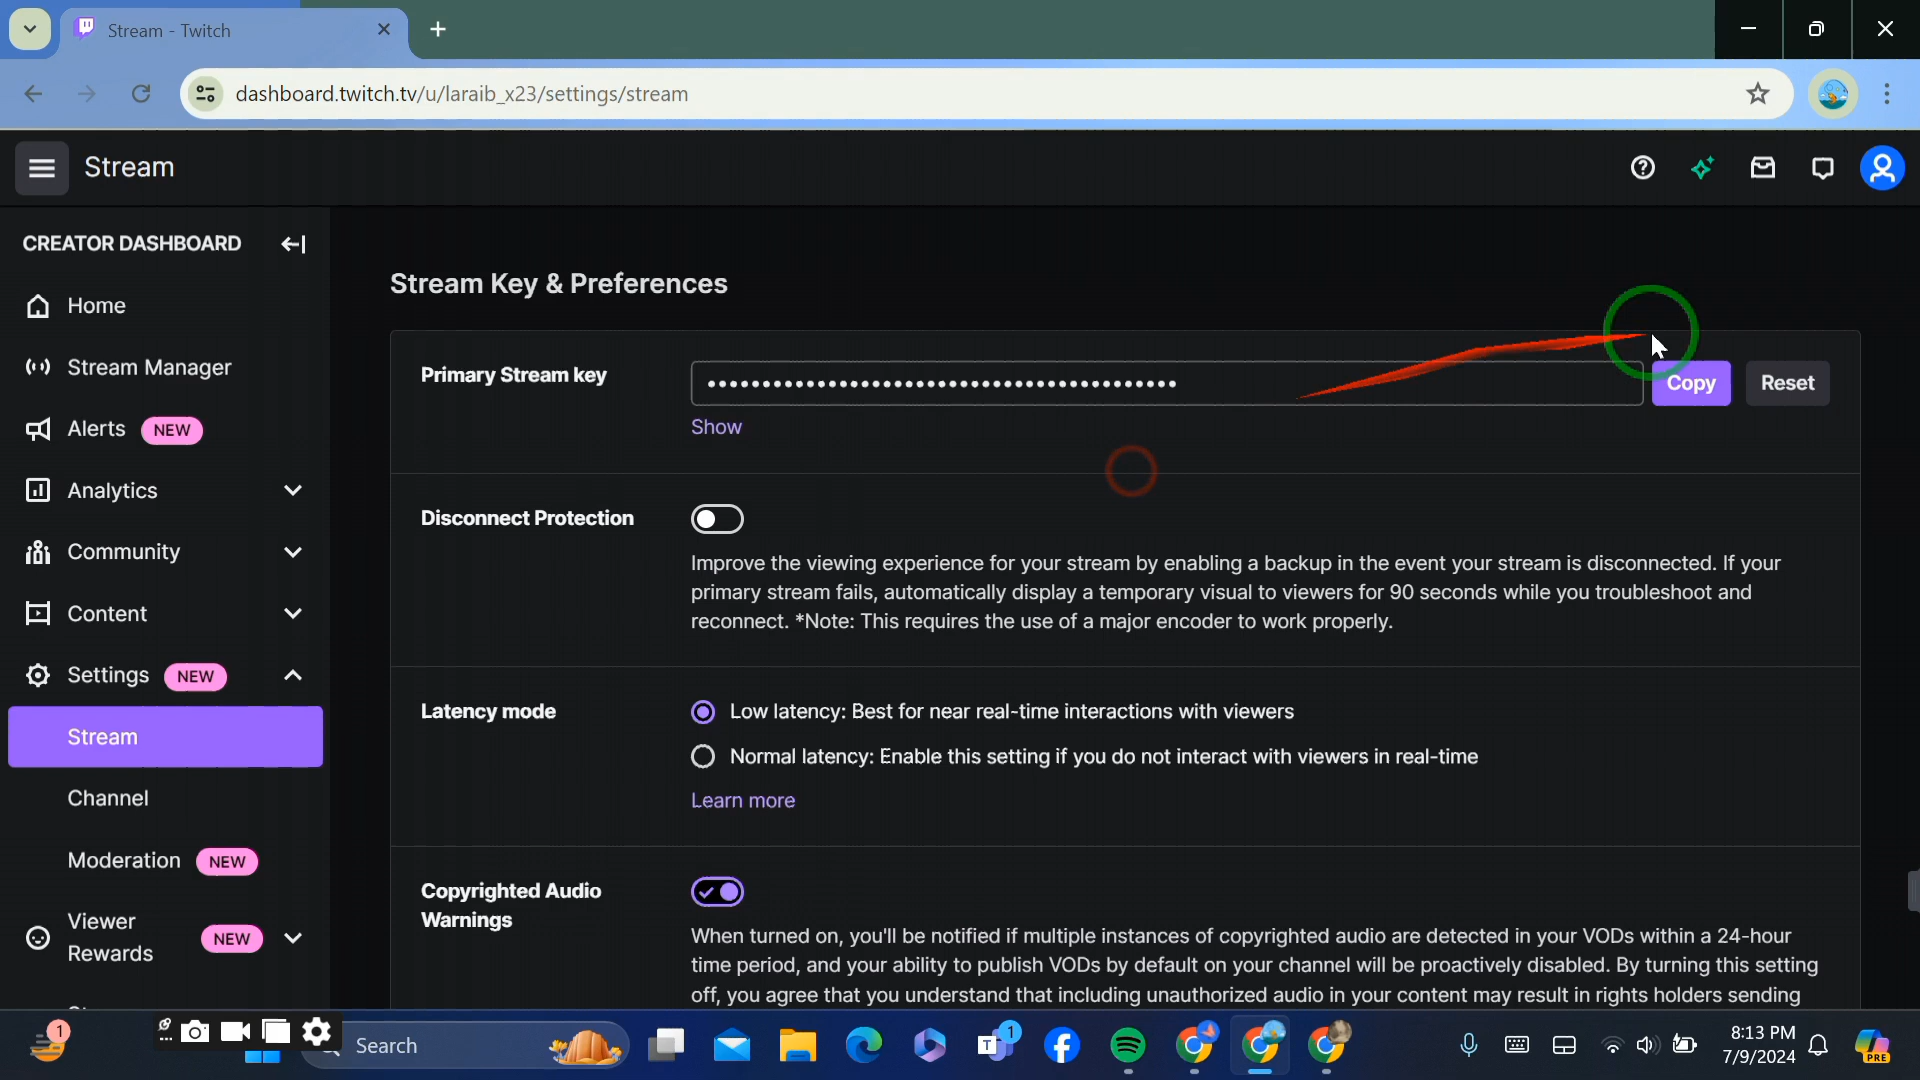 Stream - Twitch
dashboard.twitch.tv/u/laraib_x23/settings/stream
Stream
CREATOR DASHBOARD
Home
Stream Manager
Alerts NEW
Analytics
Community
Content
Settings NEW
Stream
Channel
Moderation NEW
Viewer
Rewards NEW
Stream Key & Preferences
Primary Stream key
Copy
Reset
Show
Disconnect Protection
Improve the viewing experience for your stream by enabling a backup in the event your stream is disconnected. If your
primary stream fails, automatically display a temporary visual to viewers for 90 seconds while you troubleshoot and
reconnect. *Note: This requires the use of a major encoder to work properly.
Latency mode
Low latency: Best for near real-time interactions with viewers
Normal latency: Enable this setting if you do not interact with viewers in real-time
Learn more
Copyrighted Audio
Warnings
When turned on, you'll be notified if multiple instances of copyrighted audio are detected in your VODs within a 24-hour
time period, and your ability to publish VODs by default on your channel will be proactively disabled. By turning this setting
off, you agree that you understand that including unauthorized audio in your content may result in rights holders sending
1
Search
T
1
8:13 PM
7/9/2024
PRE